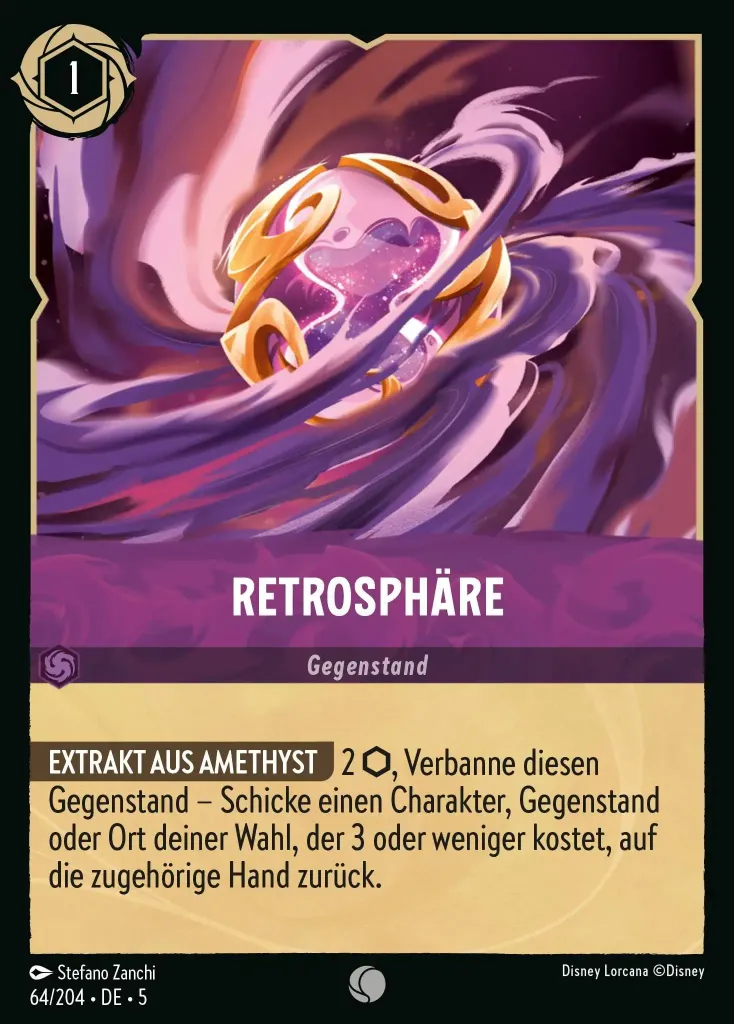 1
RETROSPHÄRE
Gegenstand
EXTRAKT AUS AMETHYST 2 ⬡, Verbanne diesen
Gegenstand – Schicke einen Charakter, Gegenstand
oder Ort deiner Wahl, der 3 oder weniger kostet, auf
die zugehörige Hand zurück.
Stefano Zanchi
Disney Lorcana ©Disney
64/204 • DE • 5